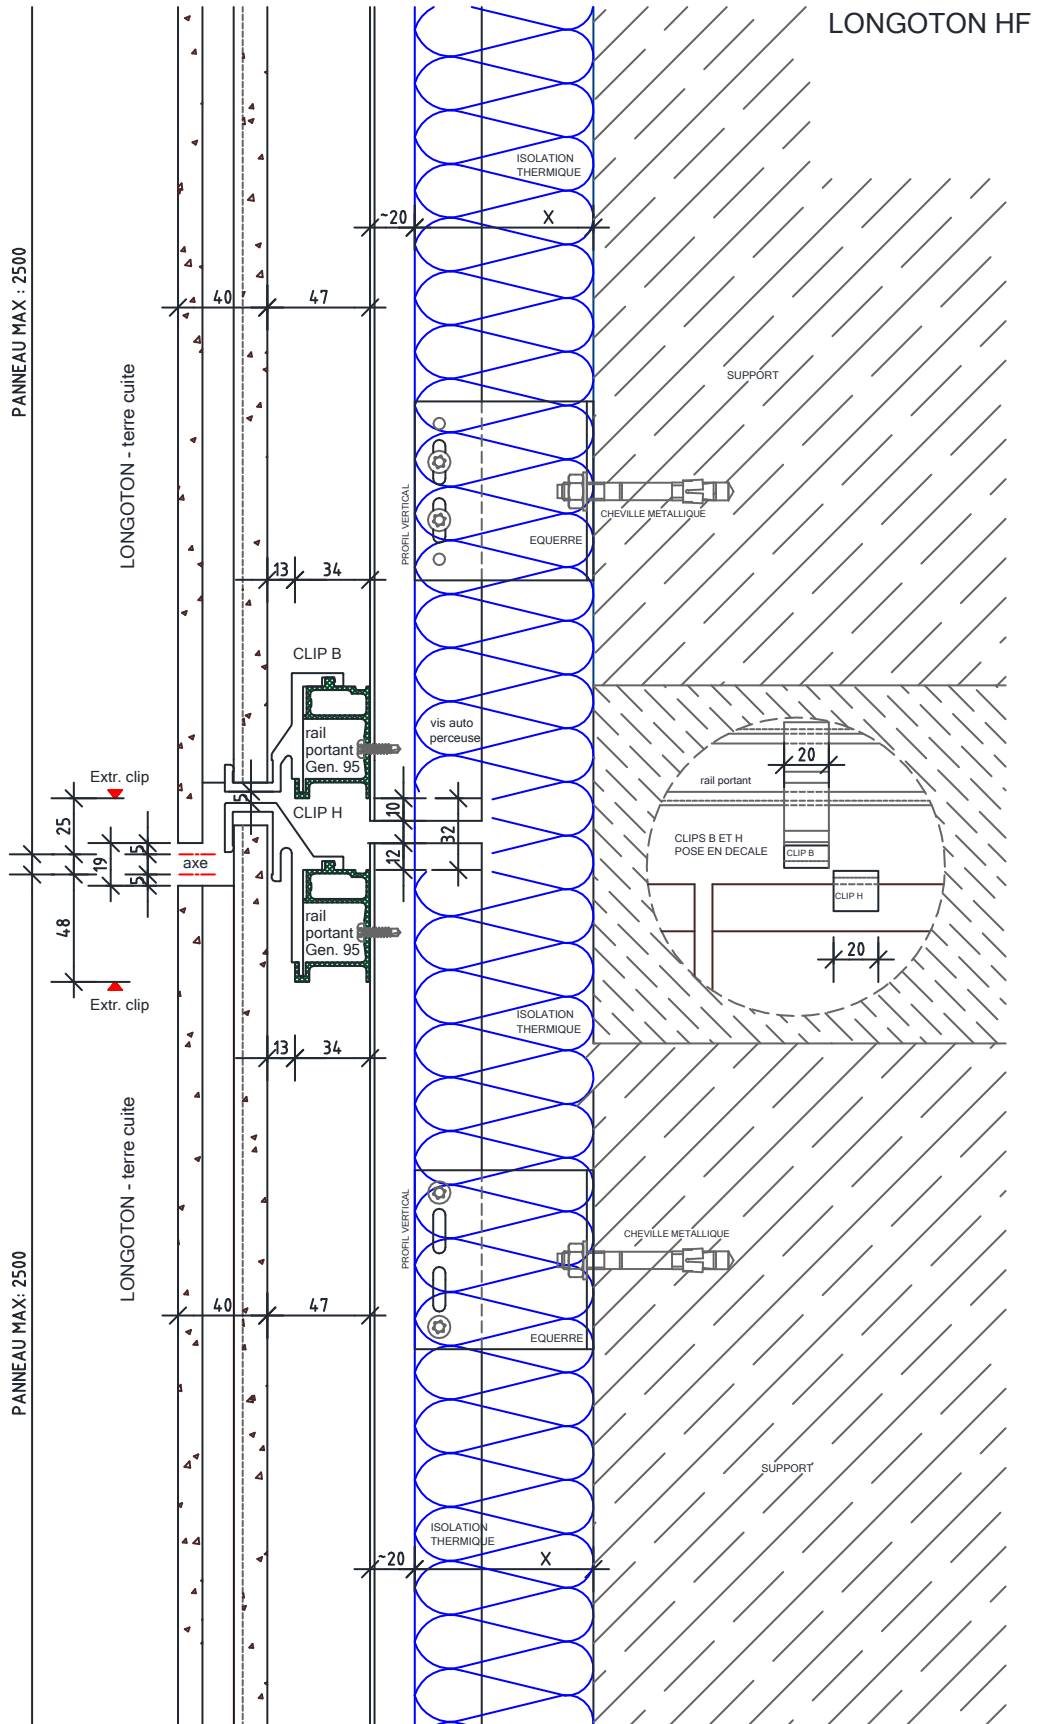 LONGOTON HF
ISOLATION
THERMIQUE
~20
X
PANNEAU MAX : 2500
40
47
LONGOTON - terre cuite
SUPPORT
PROFIL VERTICAL
CHEVILLE METALLIQUE
EQUERRE
13
34
CLIP B
rail
portant
Gen. 95
vis auto
perceuse
Extr. clip
5
CLIP H
10
32
12
25
19
5
5
axe
48
rail
portant
Gen. 95
Extr. clip
20
rail portant
CLIPS B ET H
POSE EN DECALE
CLIP B
CLIP H
20
ISOLATION
THERMIQUE
13
34
LONGOTON - terre cuite
PROFIL VERTICAL
CHEVILLE METALLIQUE
EQUERRE
40
47
PANNEAU MAX: 2500
SUPPORT
ISOLATION
THERMIQUE
~20
X